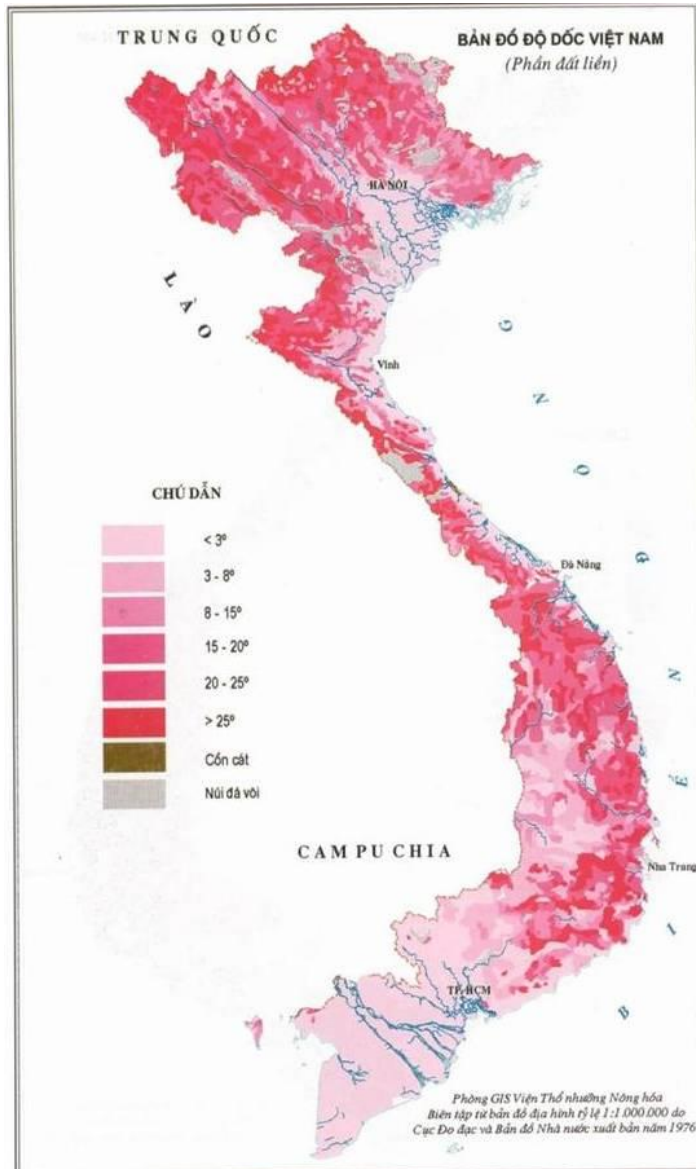 TRUNG QUỐC
BẢN ĐỒ ĐỘ DỐC VIỆT NAM
(Phần đất liền)
HÀ NỘI
LÀO
Vinh
BIỂN ĐÔNG
CHÚ DẪN
< 3º
3 - 8º
8 - 15º
15 - 20º
20 - 25º
> 25º
Cồn cát
Núi đá vôi
Đà Nẵng
CAMPUCHIA
Nha Trang
TP. HCM
Phòng GIS Viện Thổ nhưỡng Nông hóa
Biên tập từ bản đồ địa hình tỷ lệ 1:1.000.000 do
Cục Đo đạc và Bản đồ Nhà nước xuất bản năm 1976